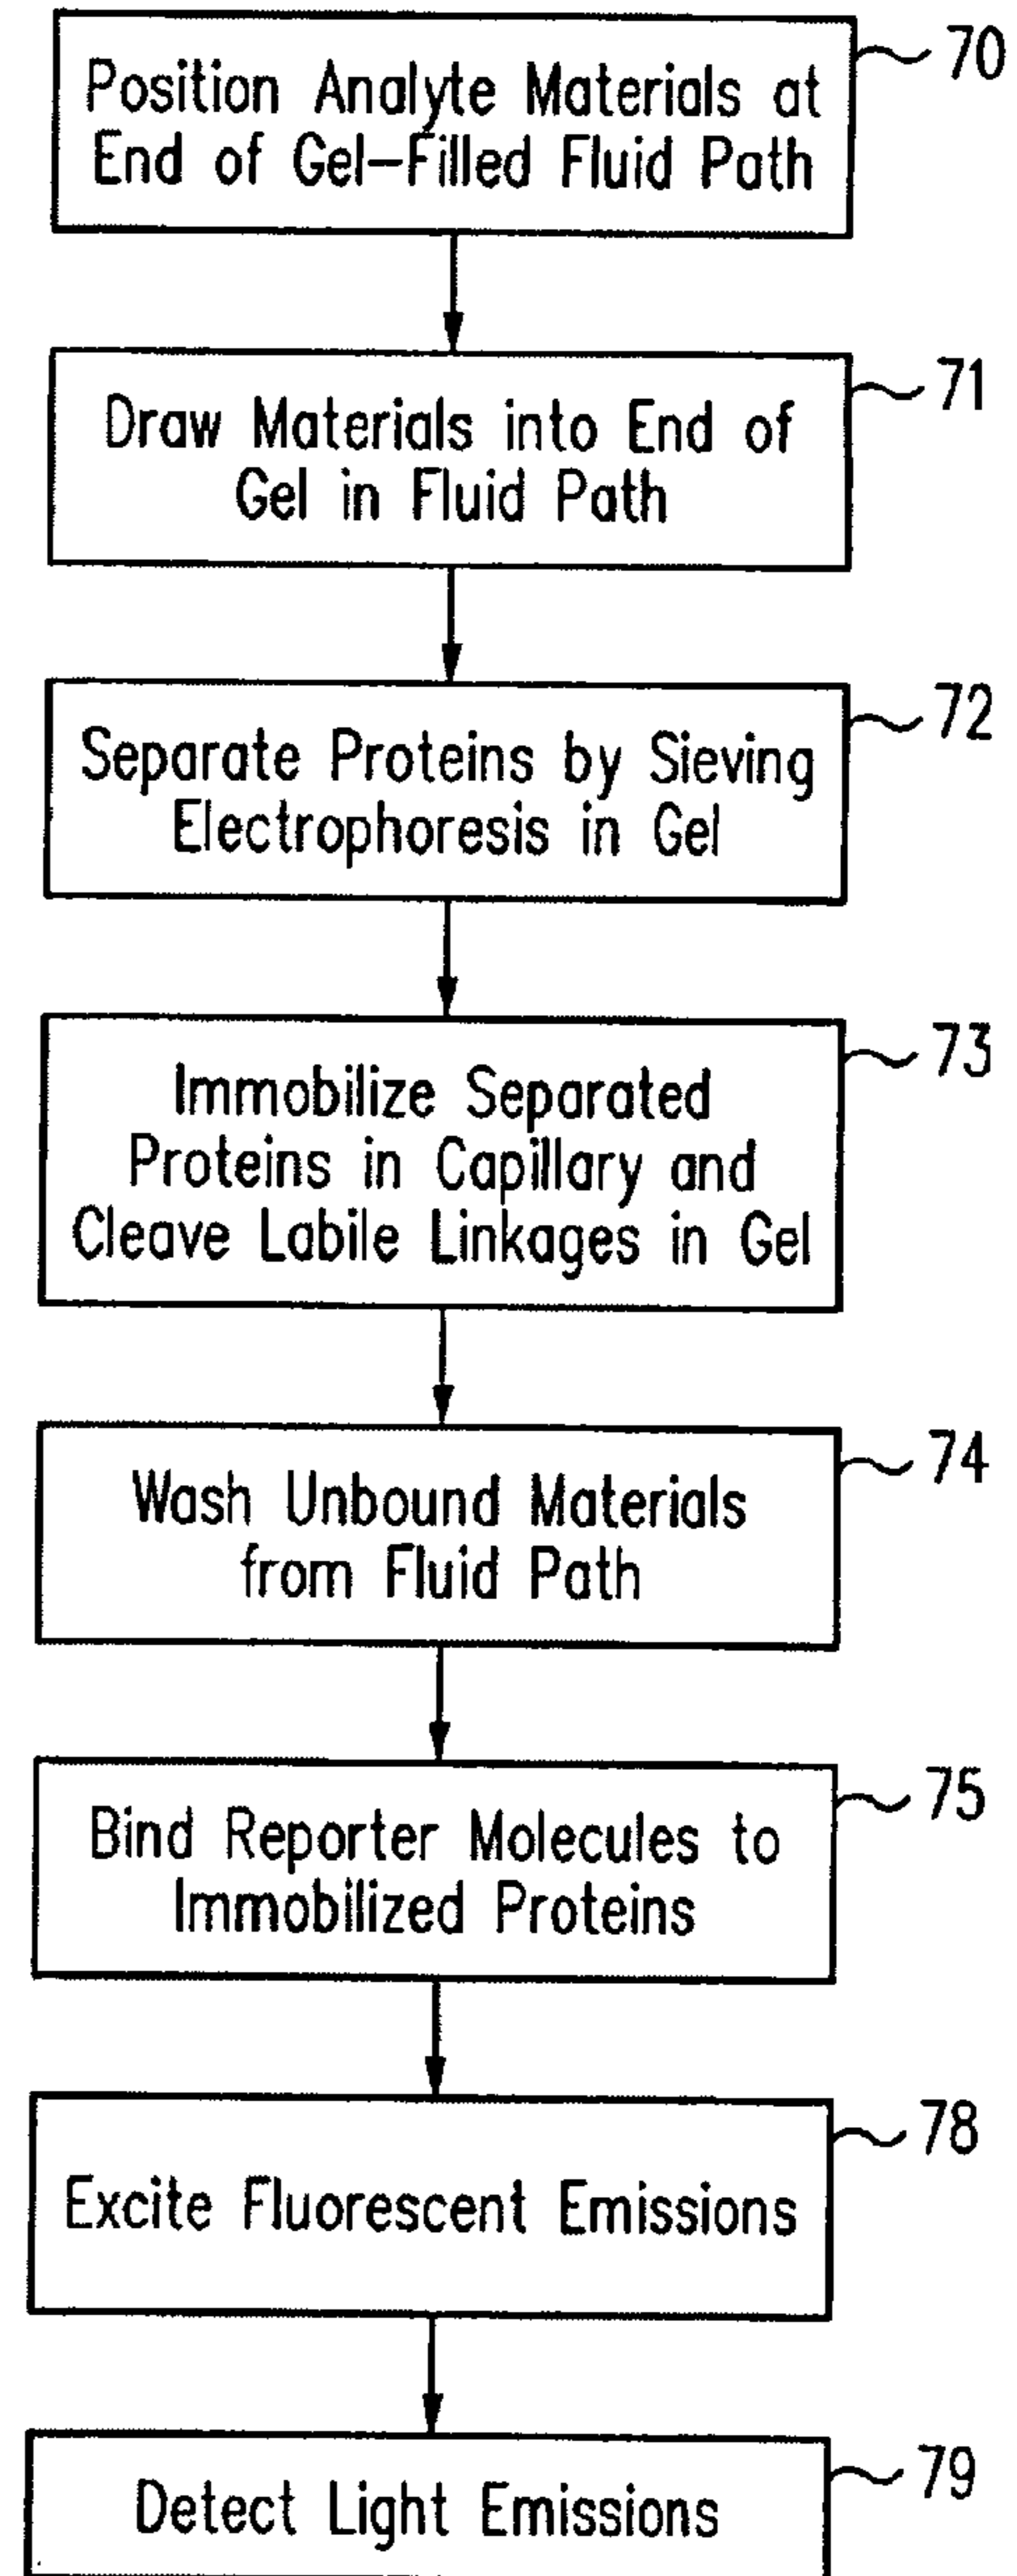 Position Analyte Materials at
End of Gel-Filled Fluid Path
70
Draw Materials into End of
Gel in Fluid Path
71
Separate Proteins by Sieving
Electrophoresis in Gel
72
Immobilize Separated
Proteins in Capillary and
Cleave Labile Linkages in Gel
73
Wash Unbound Materials
from Fluid Path
74
Bind Reporter Molecules to
Immobilized Proteins
75
Excite Fluorescent Emissions
78
Detect Light Emissions
79